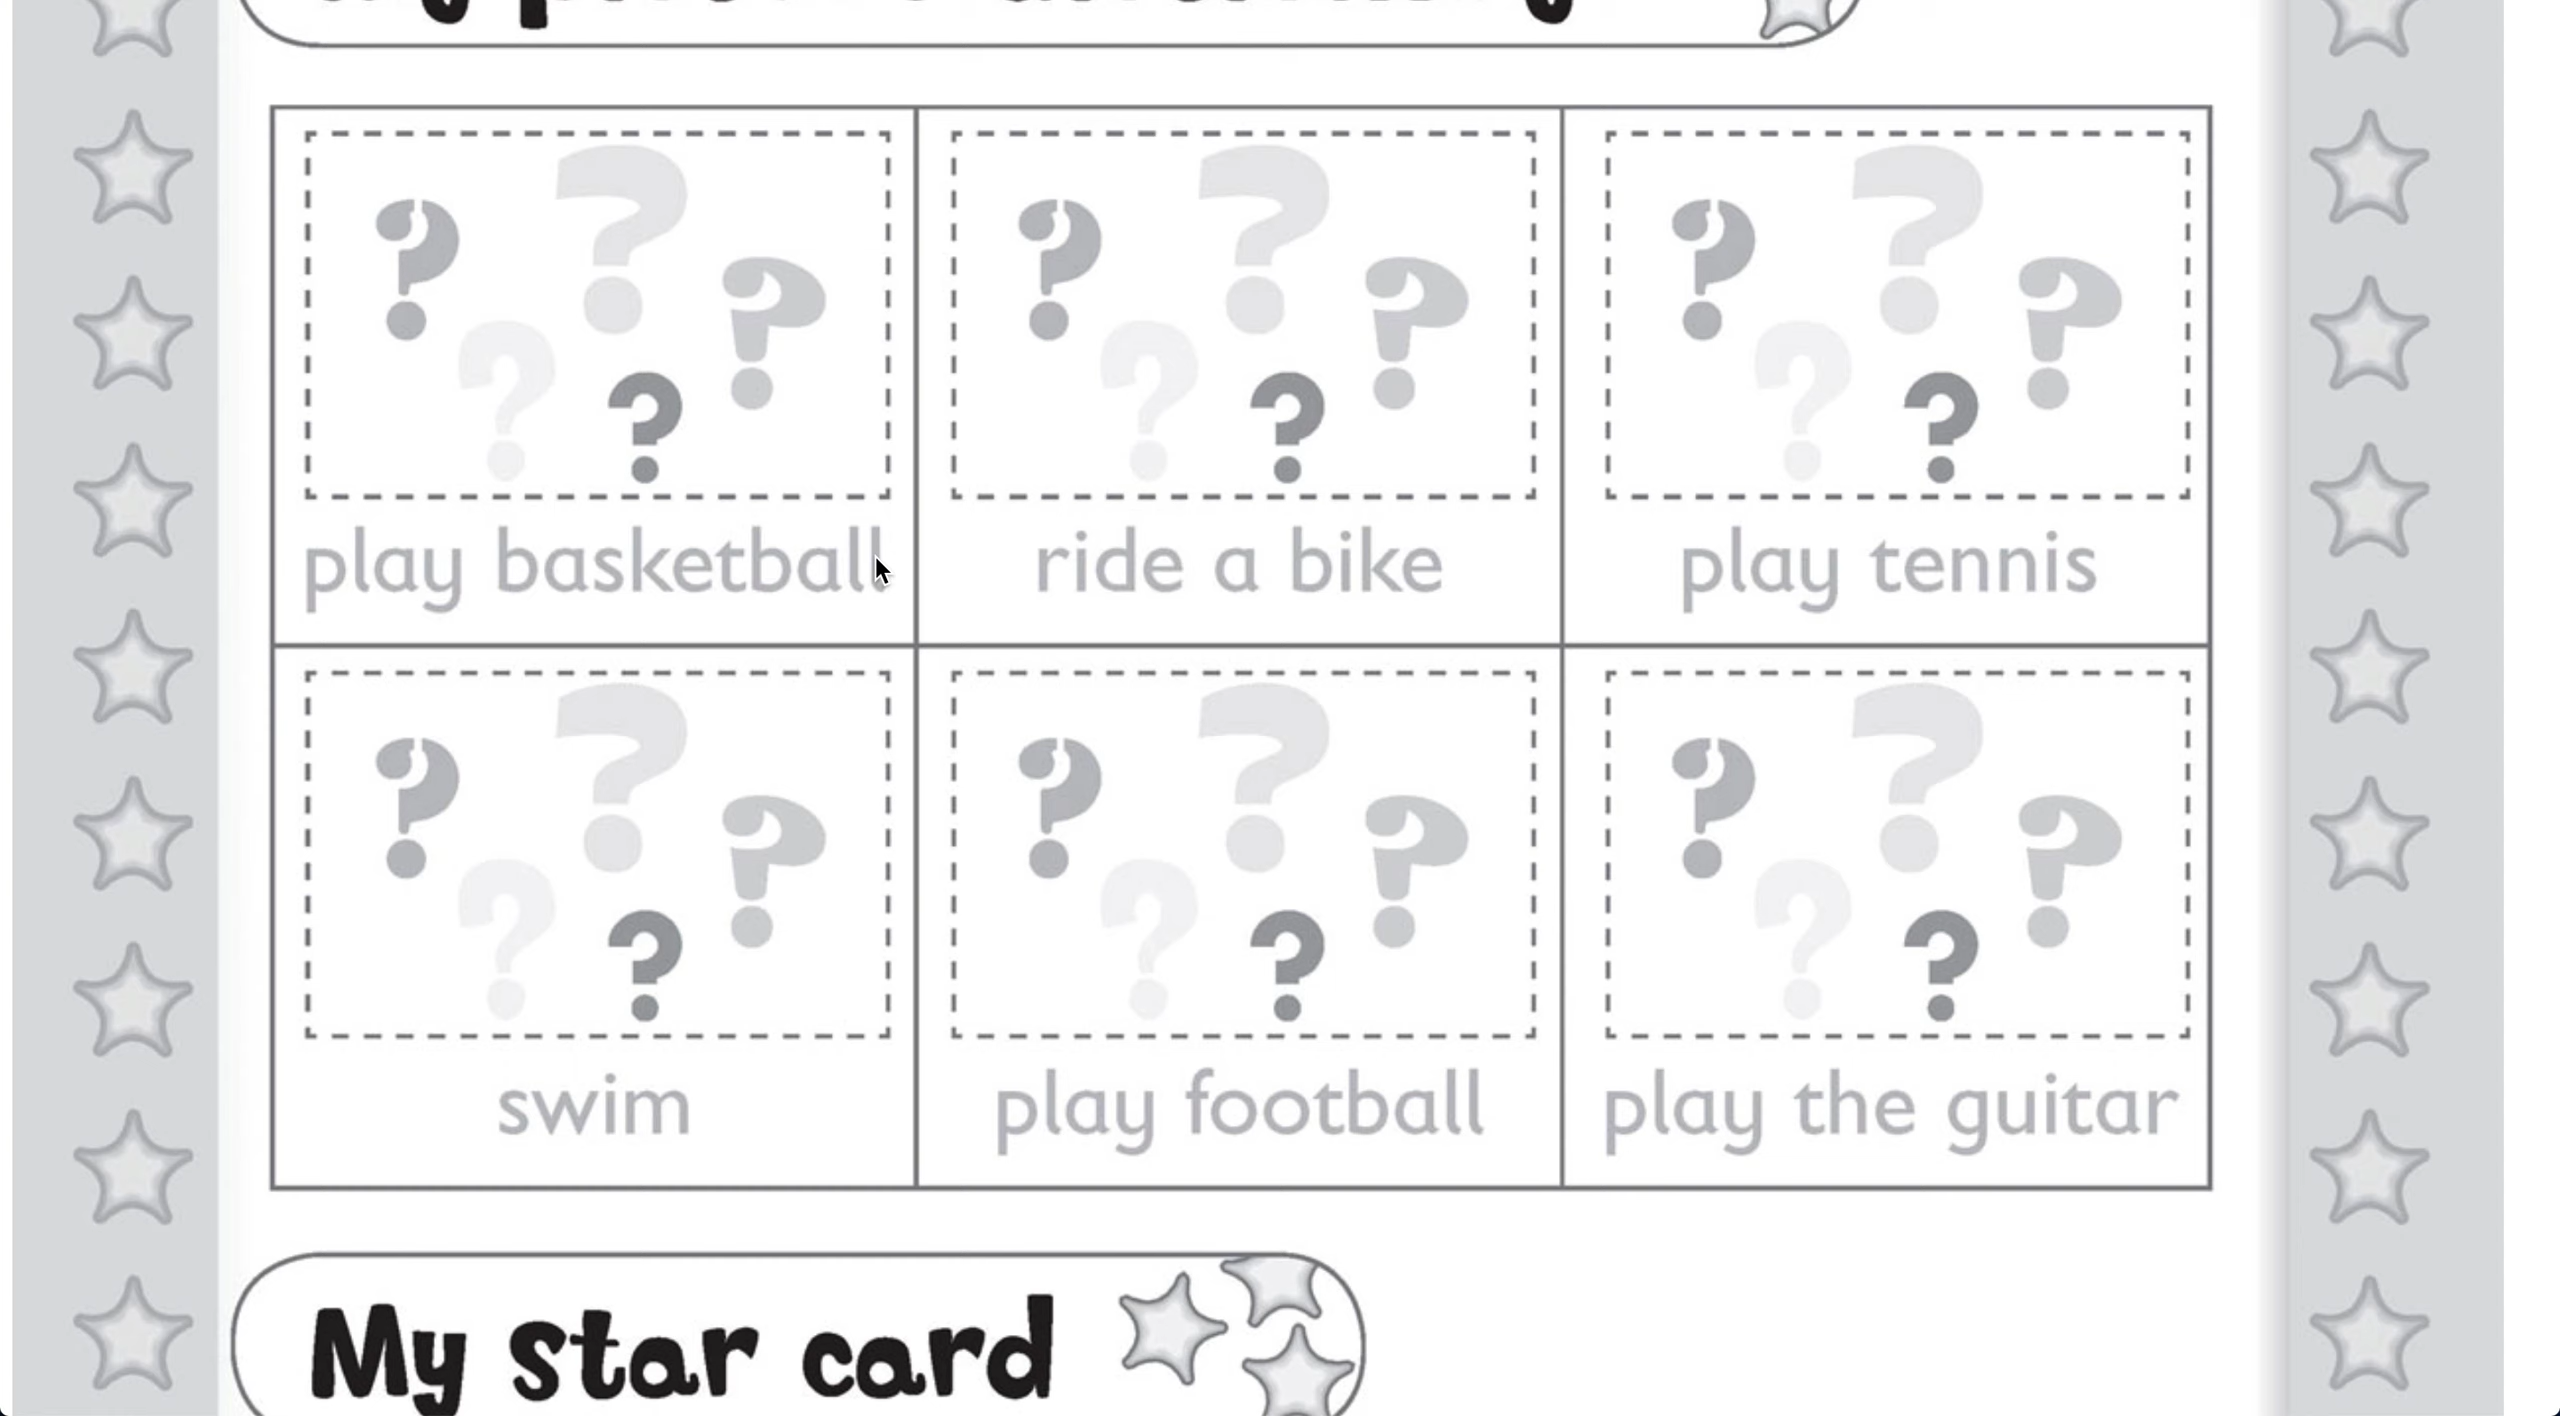 play basketball
ride a bike
play tennis
swim
play football
play the guitar
My star card